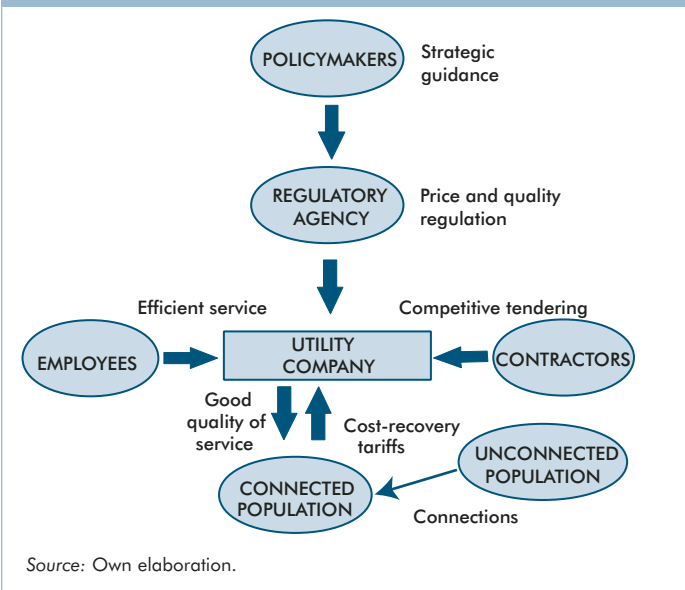 POLICYMAKERS
Strategic
guidance
REGULATORY
AGENCY
Price and quality
regulation
Efficient service
Competitive tendering
EMPLOYEES
UTILITY
COMPANY
CONTRACTORS
Good
quality of
service
Cost-recovery
tariffs
UNCONNECTED
POPULATION
CONNECTED
POPULATION
Connections
Source: Own elaboration.